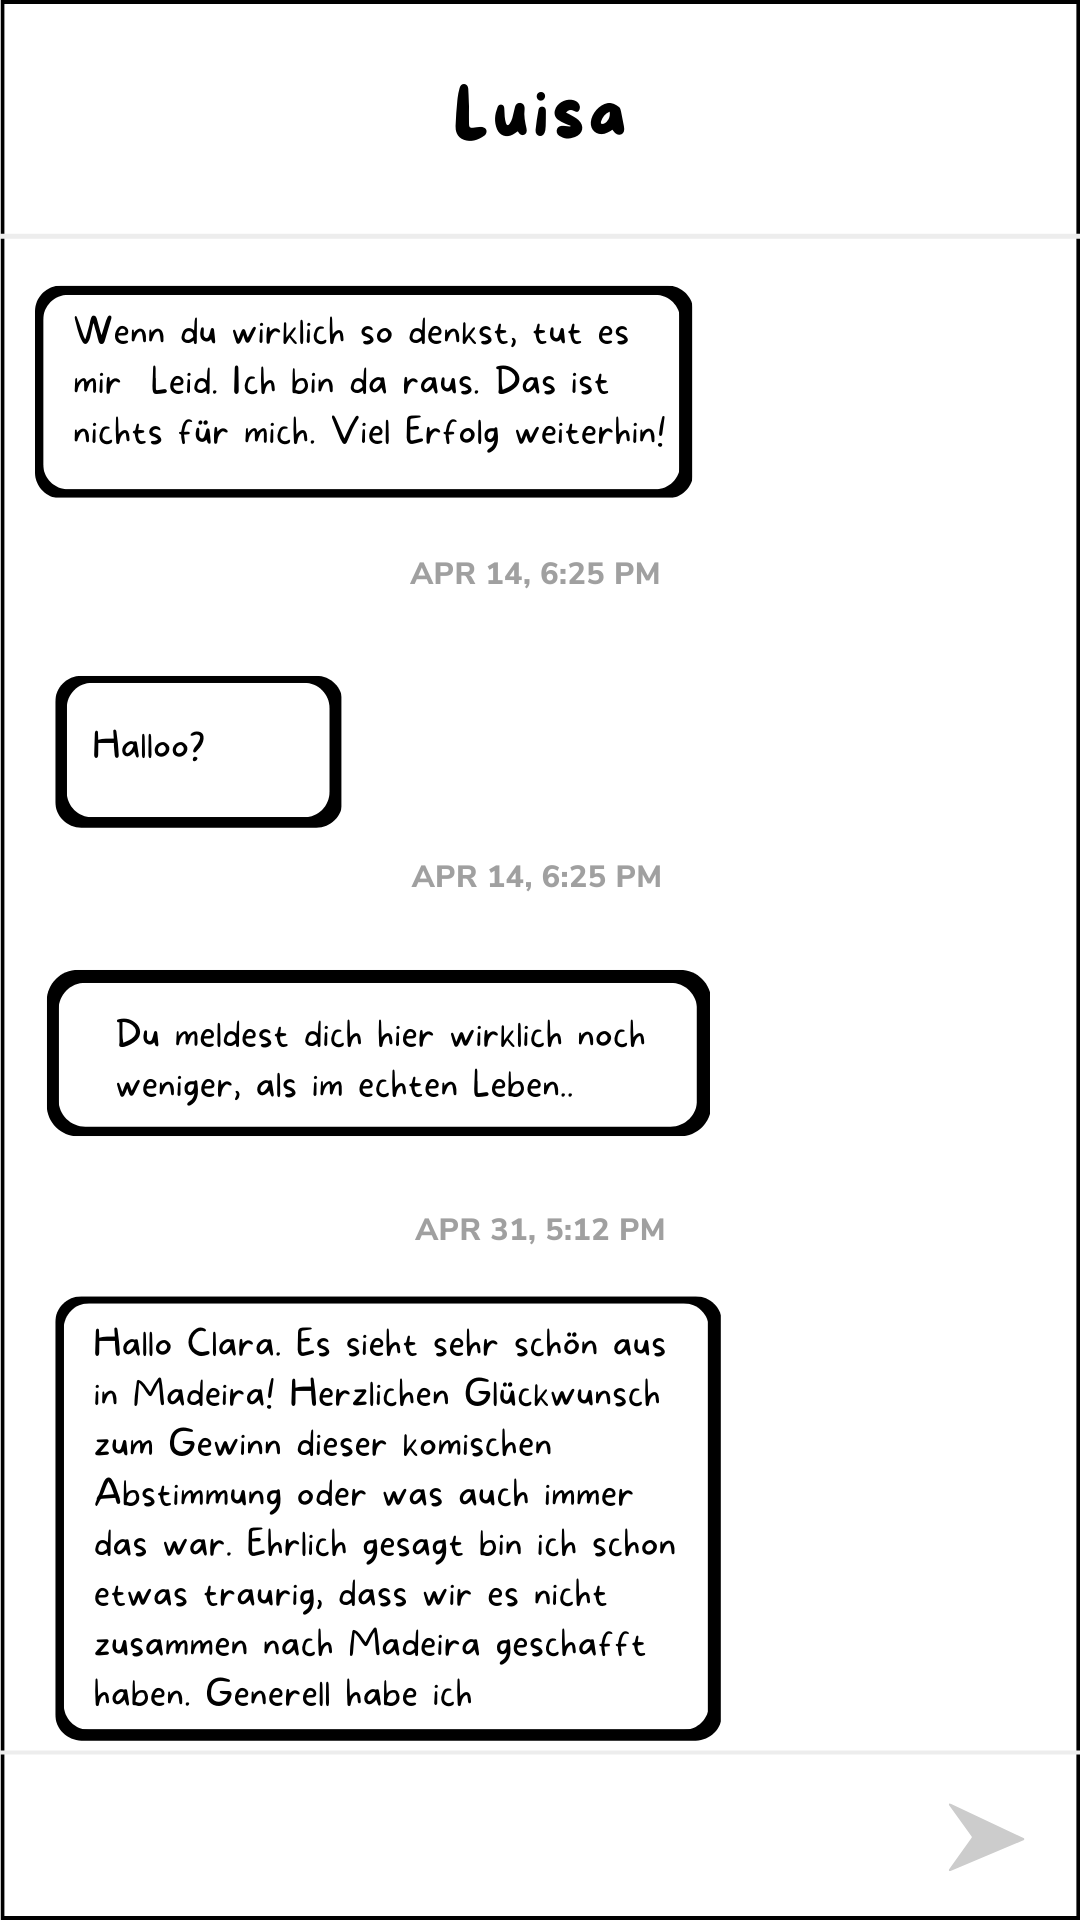 Luisa
Wenn du wirklich so denkst, tut es
mir Leid. Ich bin da raus. Das ist
nichts für mich. Viel Erfolg weiterhin!
APR 14, 6:25 PM
Halloo?
APR 14, 6:25 PM
Du meldest dich hier wirklich noch
weniger, als im echten Leben..
APR 31, 5:12 PM
Hallo Clara. Es sieht sehr schön aus
in Madeira! Herzlichen Glückwunsch
zum Gewinn dieser komischen
Abstimmung oder was auch immer
das war. Ehrlich gesagt bin ich schon
etwas traurig, dass wir es nicht
zusammen nach Madeira geschafft
haben. Generell habe ich